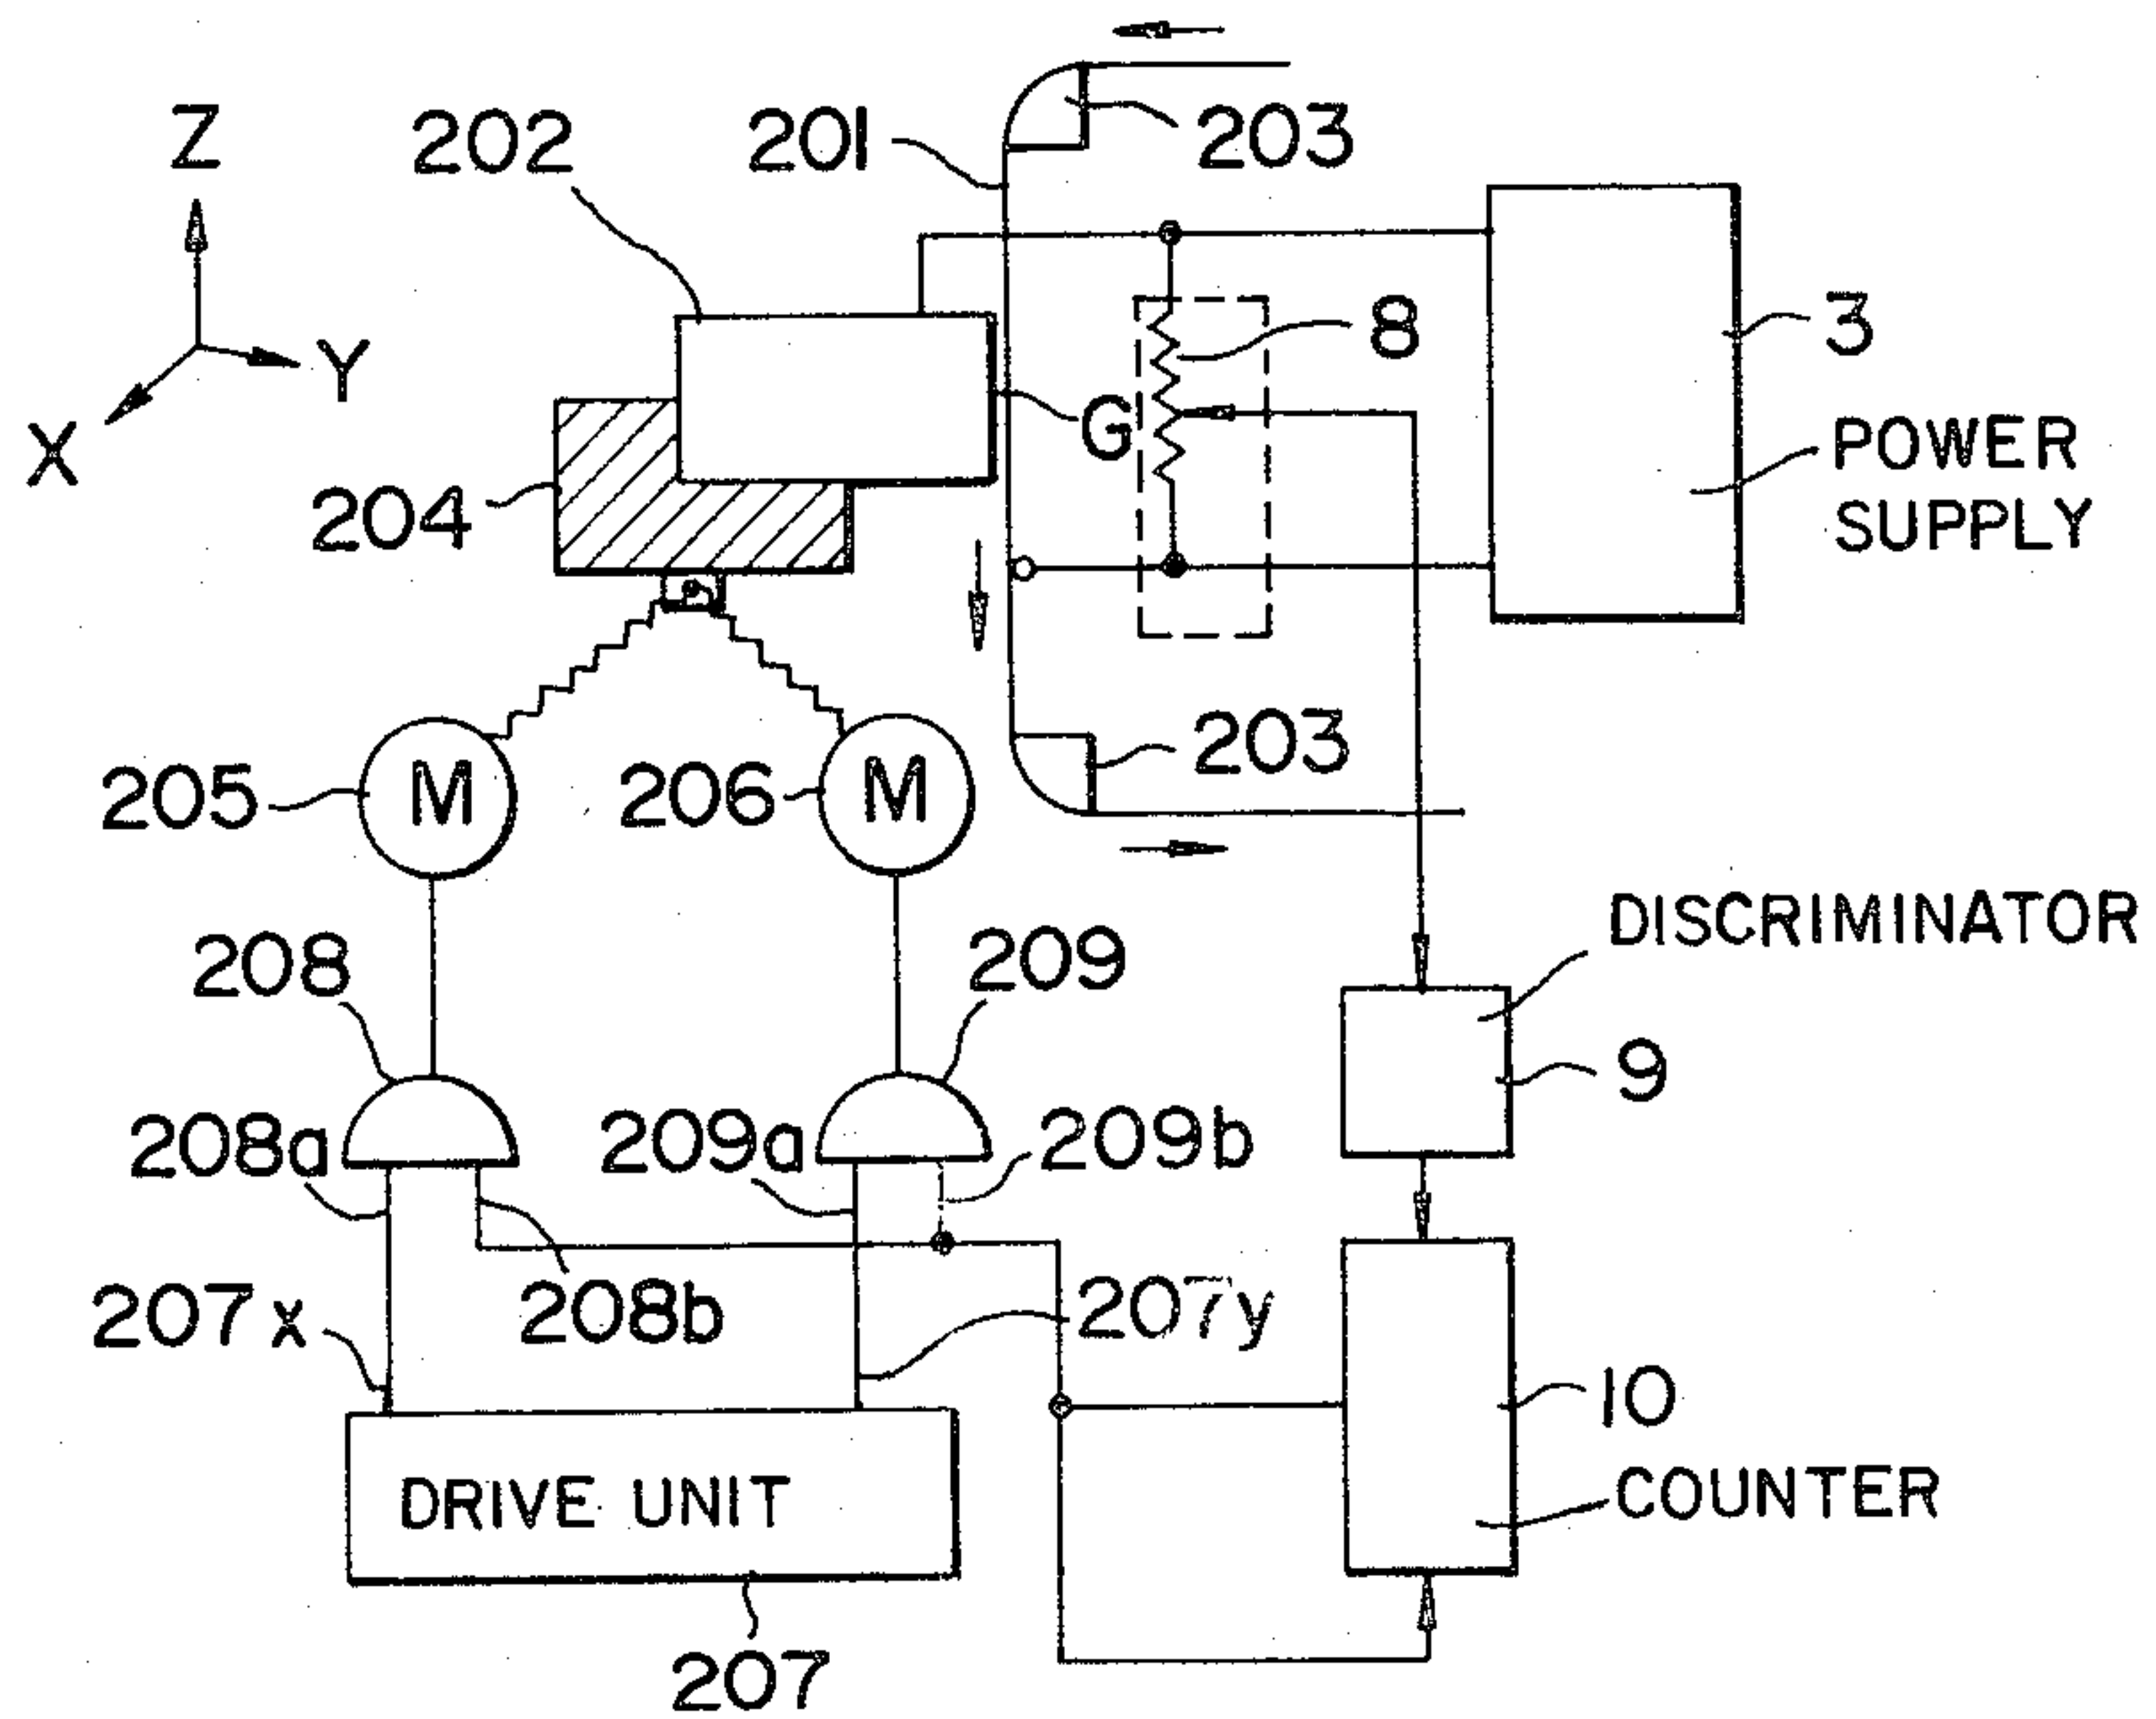 Z
202
201
203
3
8
Y
X
G
POWER
SUPPLY
204
203
205
M
206
M
DISCRIMINATOR
208
209
9
208a
209a
209b
207x
208b
207y
10
DRIVE UNIT
COUNTER
207